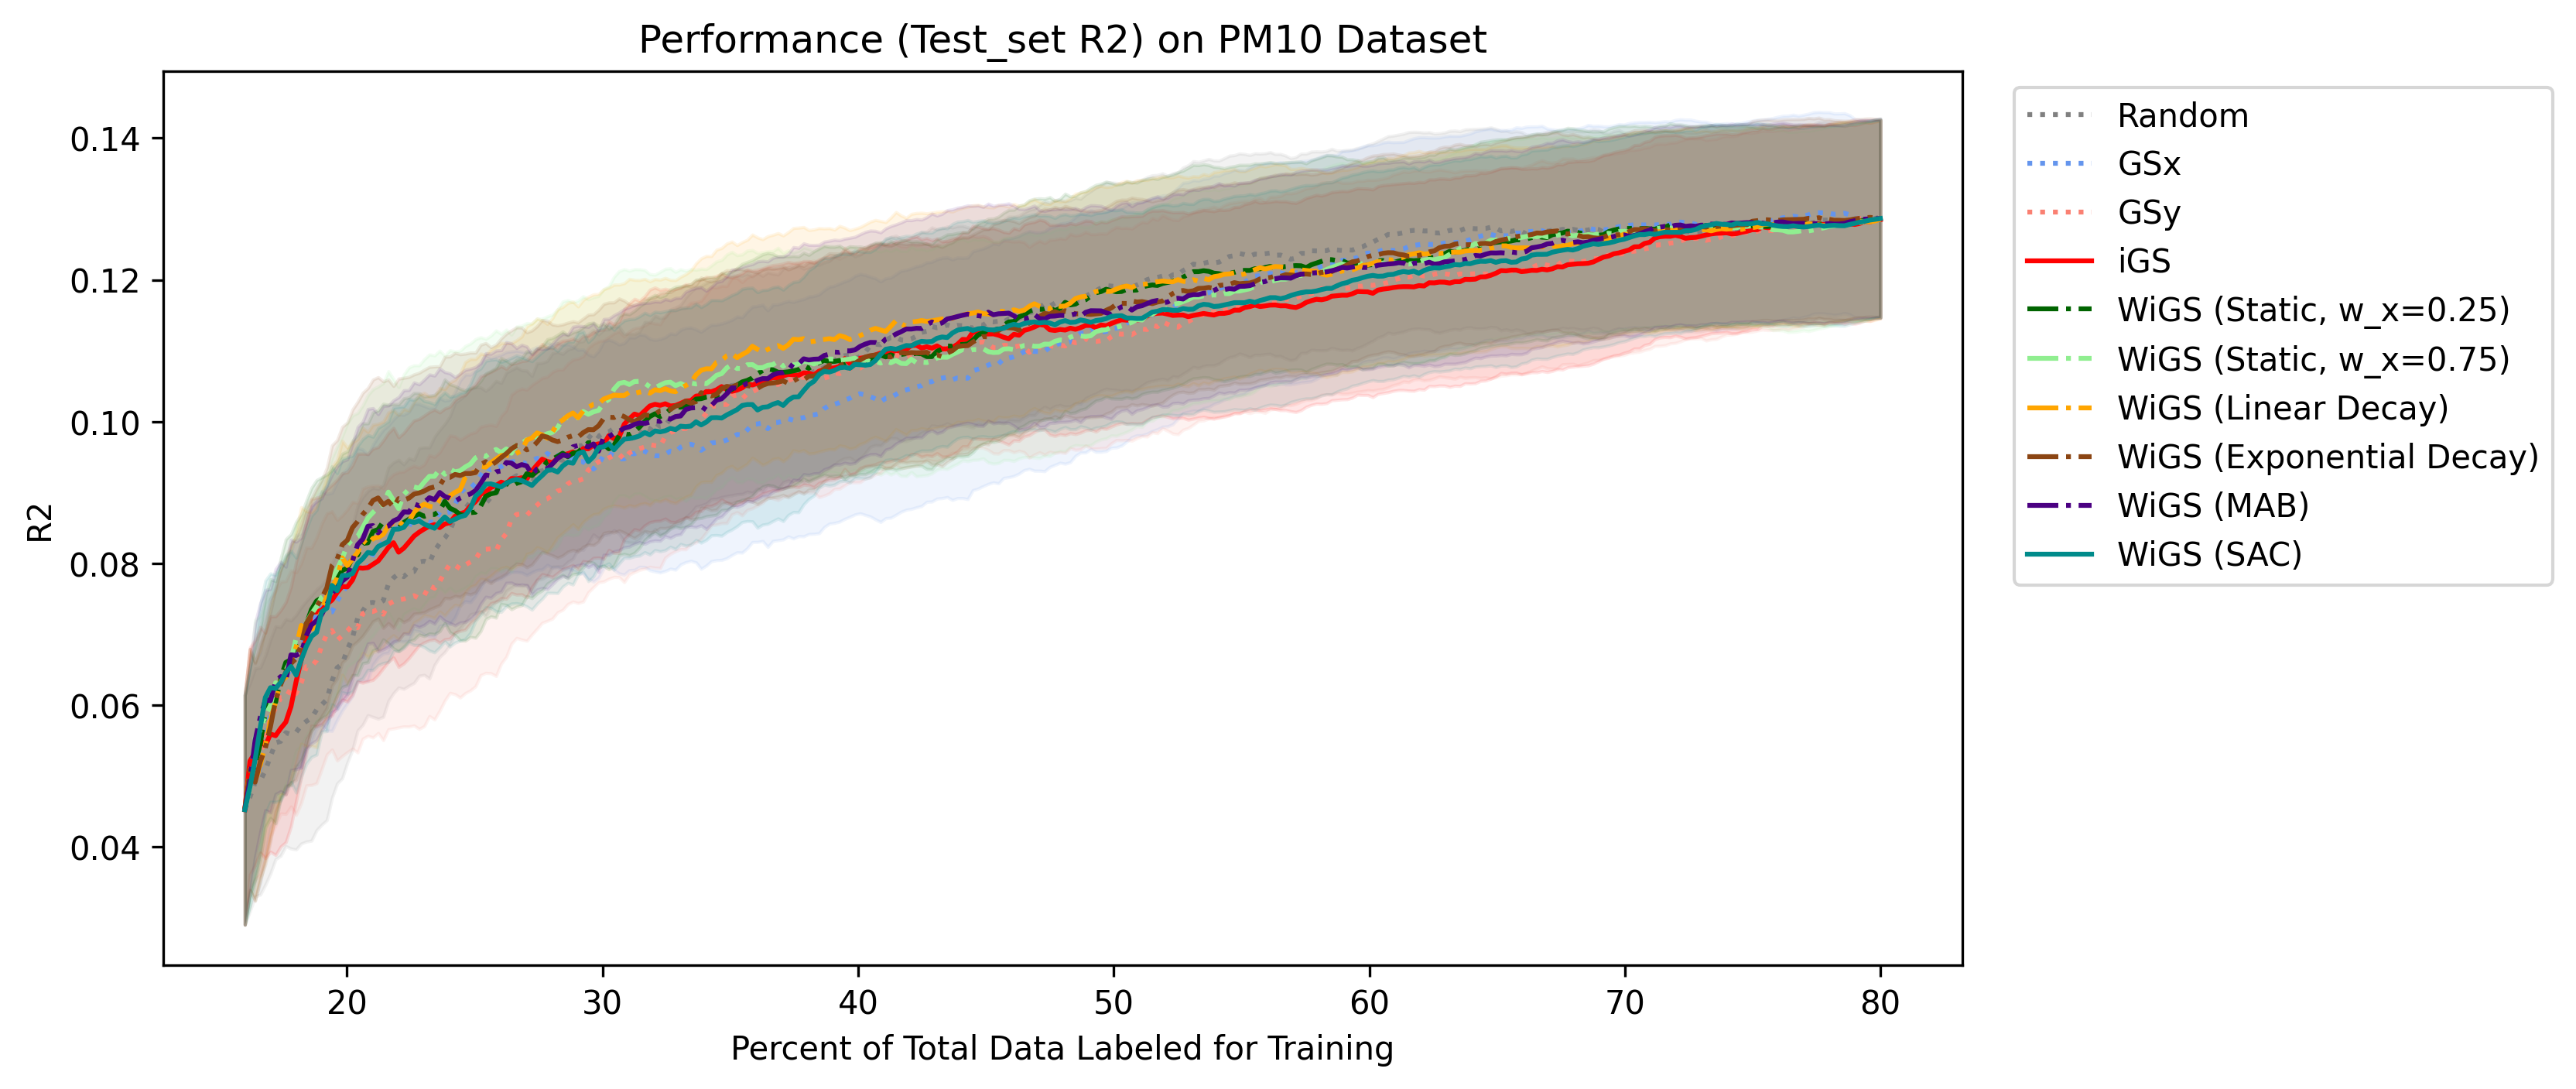 Performance (Test_set R2) on PM10 Dataset
0.14
0.12
0.10
0.08
0.06
0.04
R2
20 30 40 50 60 70 80
Percent of Total Data Labeled for Training
Random
GSx
GSy
iGS
WiGS (Static, w_x=0.25)
WiGS (Static, w_x=0.75)
WiGS (Linear Decay)
WiGS (Exponential Decay)
WiGS (MAB)
WiGS (SAC)